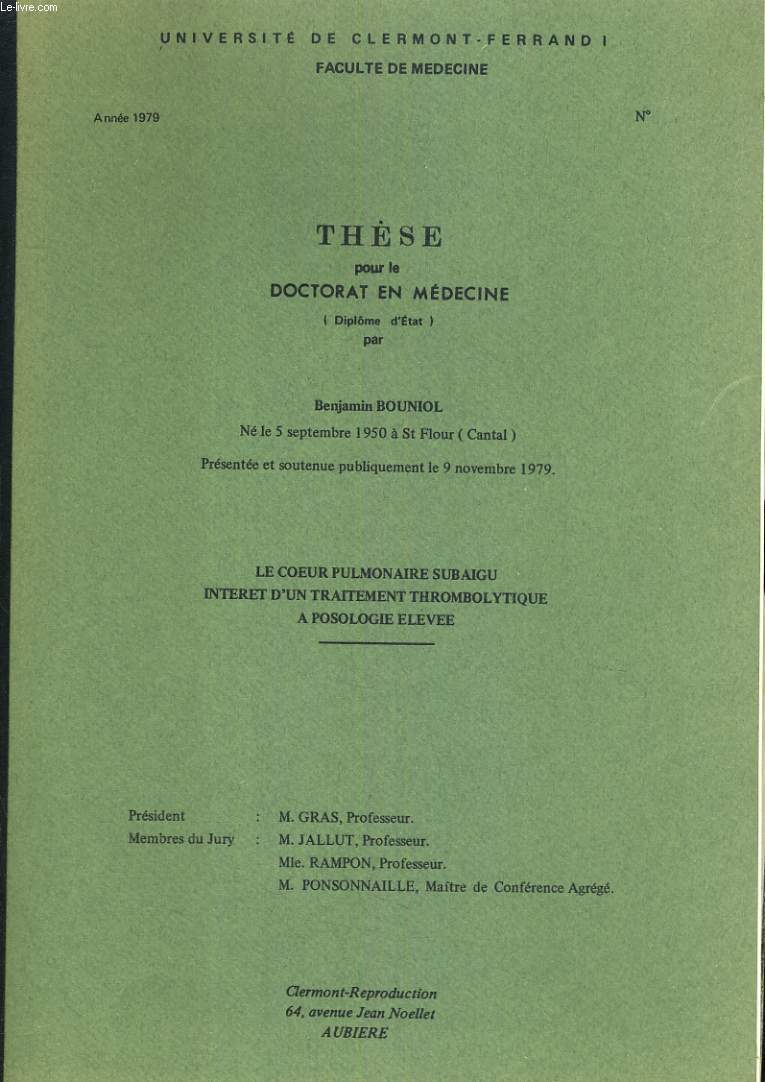 Le-livre.com
UNIVERSITÉ DE CLERMONT-FERRAND I
FACULTE DE MEDECINE
Année 1979 N°
THÈSE
pour le
DOCTORAT EN MÉDECINE
( Diplôme d'État )
par
Benjamin BOUNIOL
Né le 5 septembre 1950 à St Flour ( Cantal )
Présentée et soutenue publiquement le 9 novembre 1979.
LE COEUR PULMONAIRE SUBAIGU
INTERET D'UN TRAITEMENT THROMBOLYTIQUE
A POSOLOGIE ELEVEE
Président : M. GRAS, Professeur.
Membres du Jury : M. JALLUT, Professeur.
Mle. RAMPON, Professeur.
M. PONSONNAILLE, Maître de Conférence Agrégé.
Clermont-Reproduction
64, avenue Jean Noellet
AUBIERE